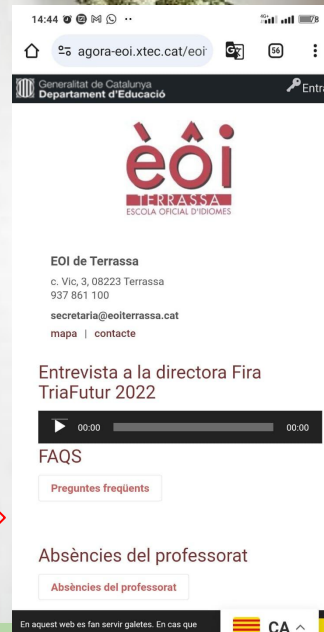 14:44
4G+
78
agora-eoi.xtec.cat/eoi
56
Generalitat de Catalunya
Departament d'Educació
Entra
èôi
TERRASSA
ESCOLA OFICIAL D'IDIOMES
EOI de Terrassa
c. Vic, 3, 08223 Terrassa
937 861 100
secretaria@eoiterrassa.cat
mapa | contacte
Entrevista a la directora Fira
TriaFutur 2022
00:00
00:00
FAQS
Preguntes freqüents
Absències del professorat
Absències del professorat
En aquest web es fan servir galetes. En cas que
CA